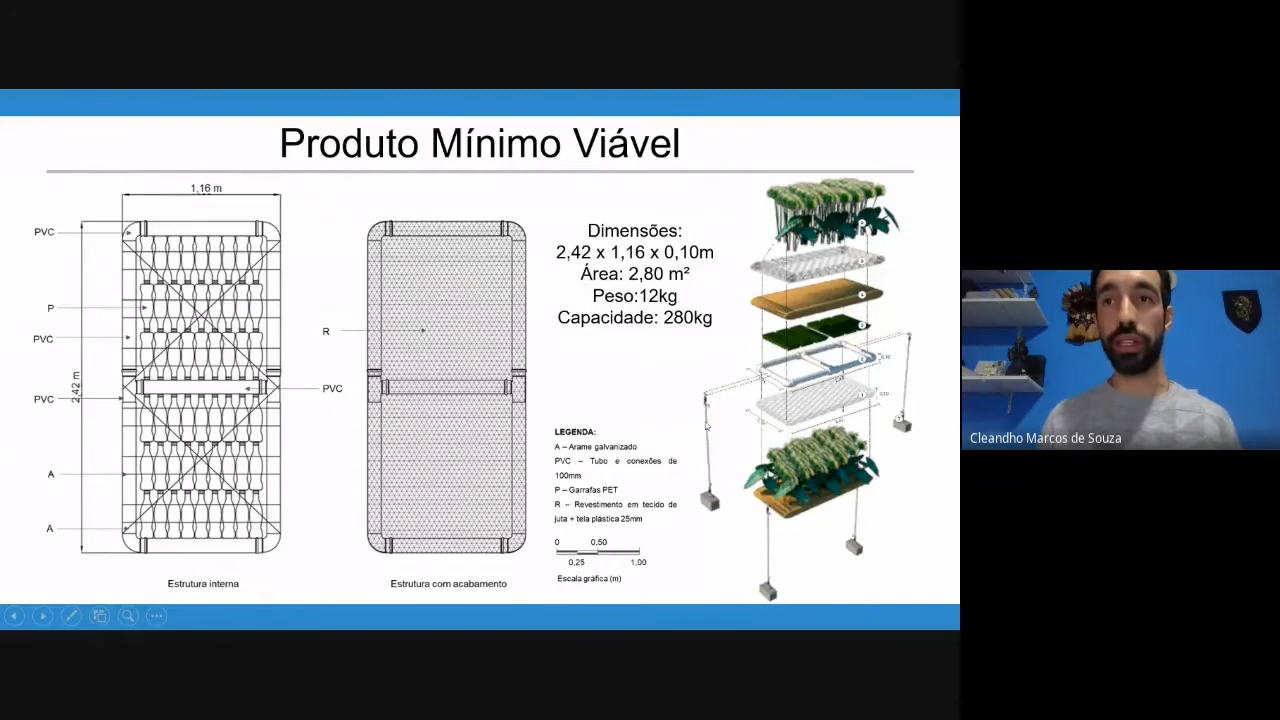 Produto Mínimo Viável
1,16 m
PVC
P
PVC
2,42 m
PVC
A
A
Estrutura interna
R
PVC
Estrutura com acabamento
Dimensões:
2,42 x 1,16 x 0,10m
Área: 2,80 m²
Peso:12kg
Capacidade: 280kg
LEGENDA:
A – Arame galvanizado
PVC – Tubo e conexões de
100mm
P – Garrafas PET
R – Revestimento em tecido de
juta + tela plástica 25mm
0 0,50
0,25 1,00
Escala gráfica (m)
Cleandho Marcos de Souza